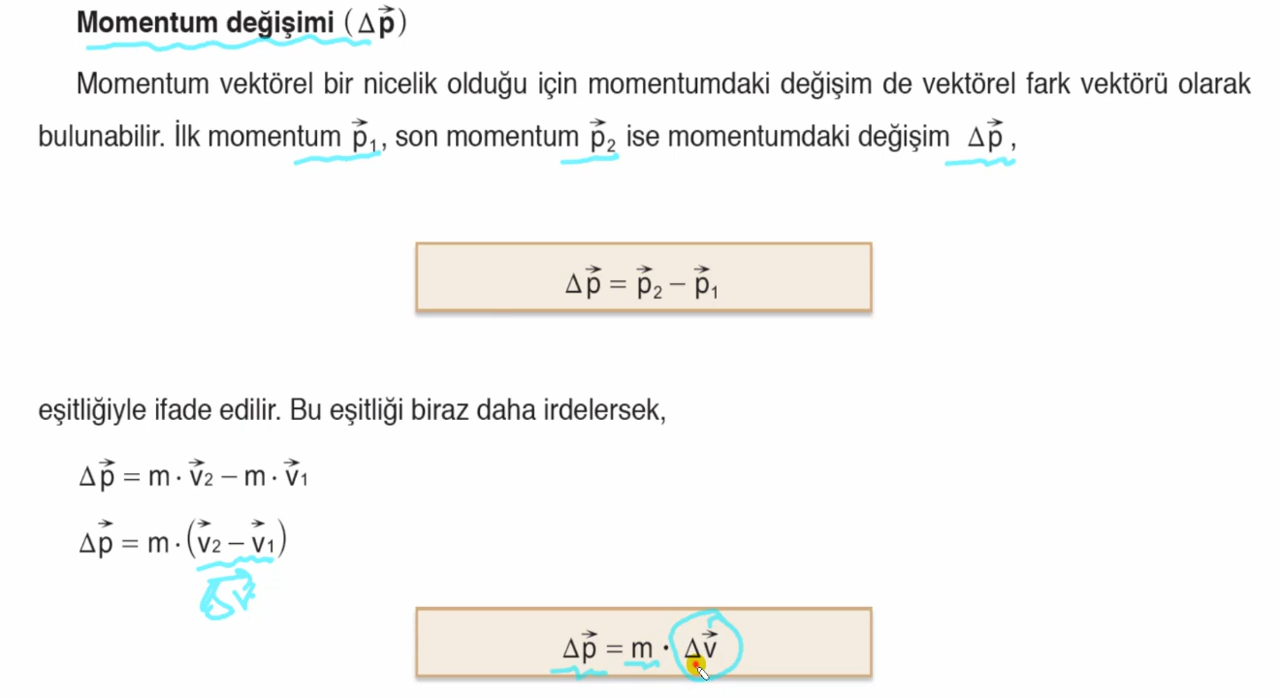 Momentum değişimi (Δp⃗)
Momentum vektörel bir nicelik olduğu için momentumdaki değişim de vektörel fark vektörü olarak
bulunabilir. İlk momentum p⃗₁, son momentum p⃗₂ ise momentumdaki değişim Δp⃗,
Δp⃗ = p⃗₂ − p⃗₁
eşitliğiyle ifade edilir. Bu eşitliği biraz daha irdelersek,
Δp⃗ = m · v⃗₂ − m · v⃗₁
Δp⃗ = m · (v⃗₂ − v⃗₁)
Δv⃗
Δp⃗ = m · Δv⃗